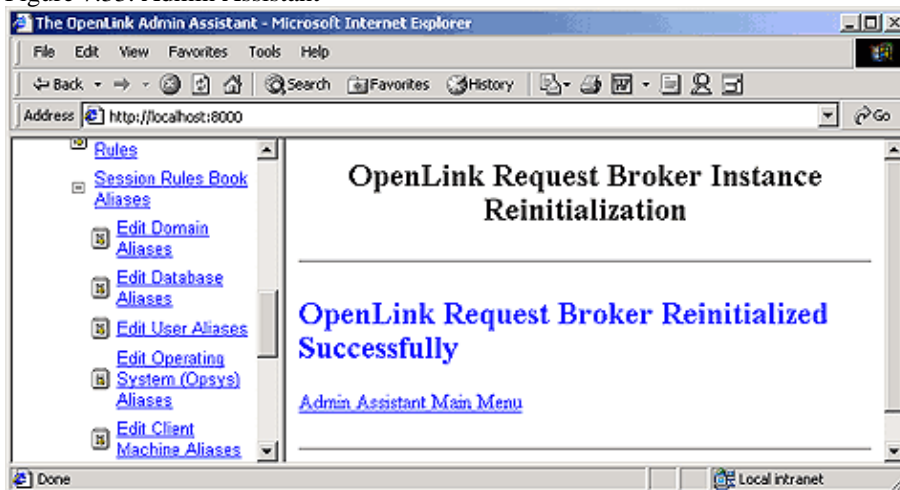 The OpenLink Admin Assistant - Microsoft Internet Explorer
File Edit View Favorites Tools Help
Back Search Favorites History
Address http://localhost:8000 Go
Rules
Session Rules Book
Aliases
Edit Domain
Aliases
Edit Database
Aliases
Edit User Aliases
Edit Operating
System (Opsys)
Aliases
Edit Client
Machine Aliases
OpenLink Request Broker Instance
Reinitialization
OpenLink Request Broker Reinitialized
Successfully
Admin Assistant Main Menu
Done Local intranet